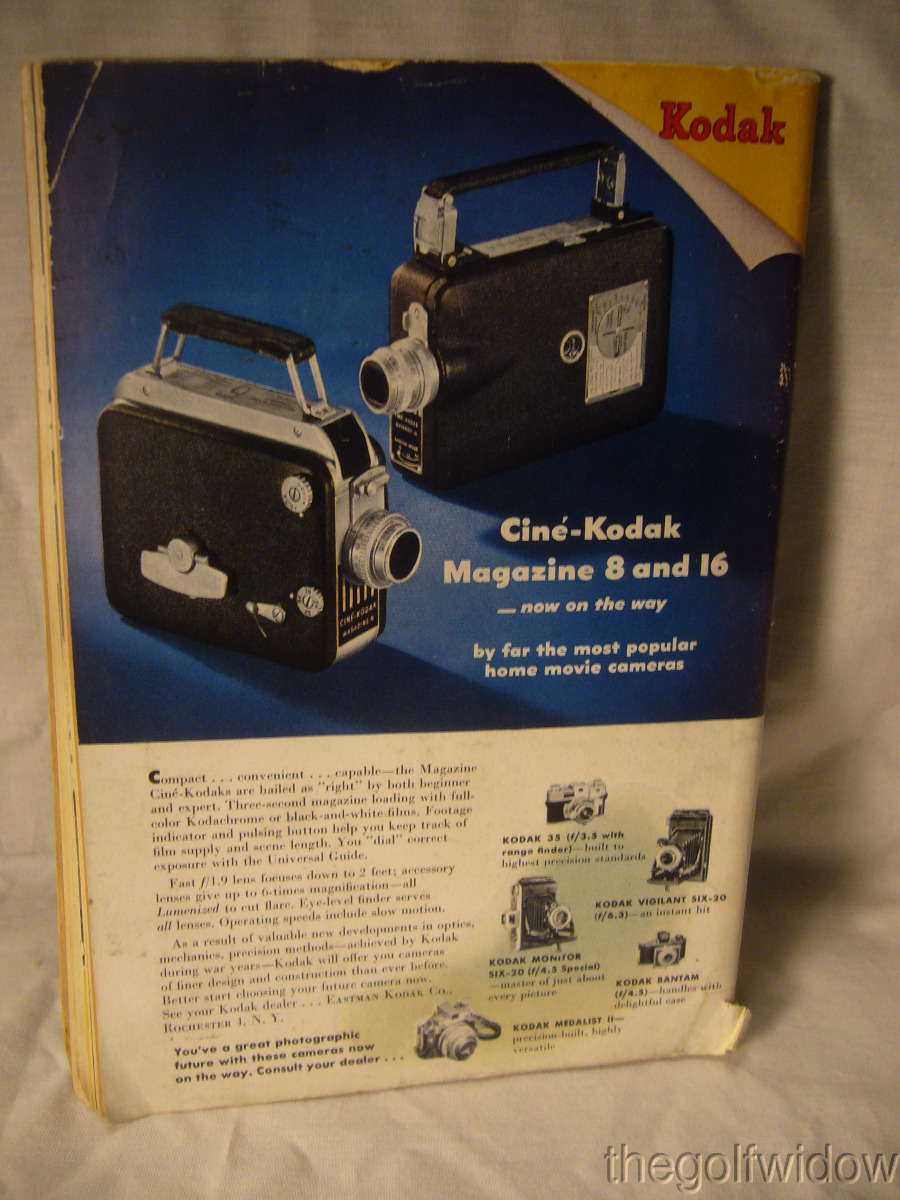 Kodak
CINÉ-KODAK
MAGAZINE 8
Ciné-Kodak
Magazine 8 and 16
— now on the way
by far the most popular
home movie cameras
Compact . . . convenient . . . capable—the Magazine
Ciné-Kodaks are hailed as "right" by both beginner
and expert. Three-second magazine loading with full-
color Kodachrome or black-and-white films. Footage
indicator and pulsing button help you keep track of
film supply and scene length. You "dial" correct
exposure with the Universal Guide.
Fast f/1.9 lens focuses down to 2 feet; accessory
lenses give up to 6-times magnification—all
Lumenized to cut flare. Eye-level finder serves
all lenses. Operating speeds include slow motion.
As a result of valuable new developments in optics,
mechanics, precision methods—achieved by Kodak
during war years—Kodak will offer you cameras
of finer design and construction than ever before.
Better start choosing your future camera now.
See your Kodak dealer . . . EASTMAN KODAK CO.,
ROCHESTER 4, N. Y.
You've a great photographic
future with these cameras now
on the way. Consult your dealer . . .
KODAK 35 (f/3.5 with
range finder)—built to
highest precision standards
KODAK VIGILANT SIX-20
(f/6.3)—an instant hit
KODAK MONITOR
SIX-20 (f/4.5 Special)
—master of just about
every picture
KODAK BANTAM
(f/4.5)—handles with
delightful ease
KODAK MEDALIST II—
precision-built, highly
versatile
thegolfwidow